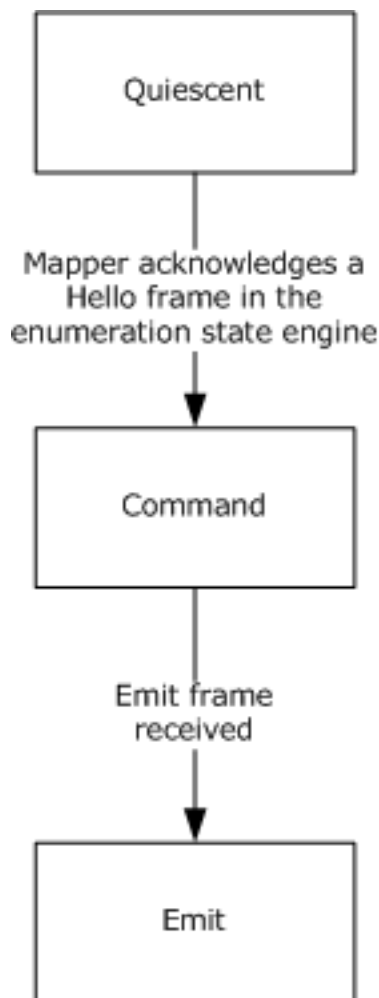 Quiescent
Mapper acknowledges a
Hello frame in the
enumeration state engine
Command
Emit frame
received
Emit